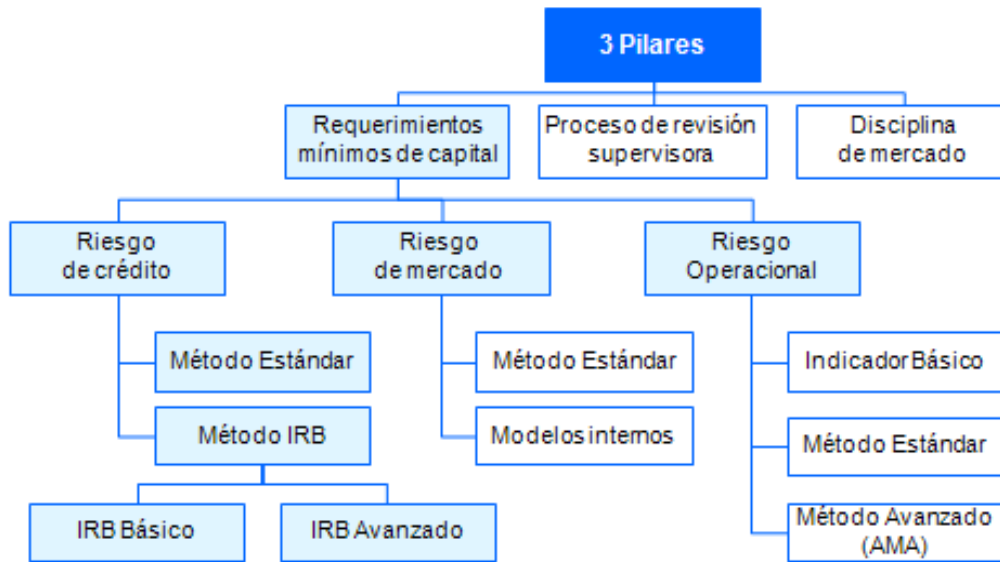 3 Pilares
Requerimientos
mínimos de capital
Proceso de revisión
supervisora
Disciplina
de mercado
Riesgo
de crédito
Riesgo
de mercado
Riesgo
Operacional
Método Estándar
Método Estándar
Indicador Básico
Método IRB
Modelos internos
Método Estándar
IRB Básico
IRB Avanzado
Método Avanzado
(AMA)